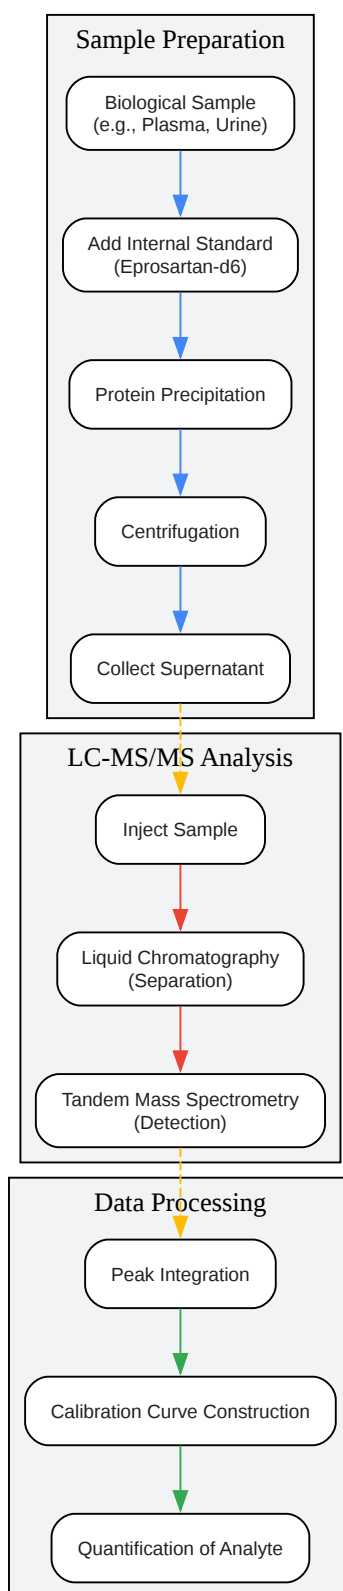 Sample Preparation
Biological Sample
(e.g., Plasma, Urine)
Add Internal Standard
(Eprosartan-d6)
Protein Precipitation
Centrifugation
Collect Supernatant
LC-MS/MS Analysis
Inject Sample
Liquid Chromatography
(Separation)
Tandem Mass Spectrometry
(Detection)
Data Processing
Peak Integration
Calibration Curve Construction
Quantification of Analyte